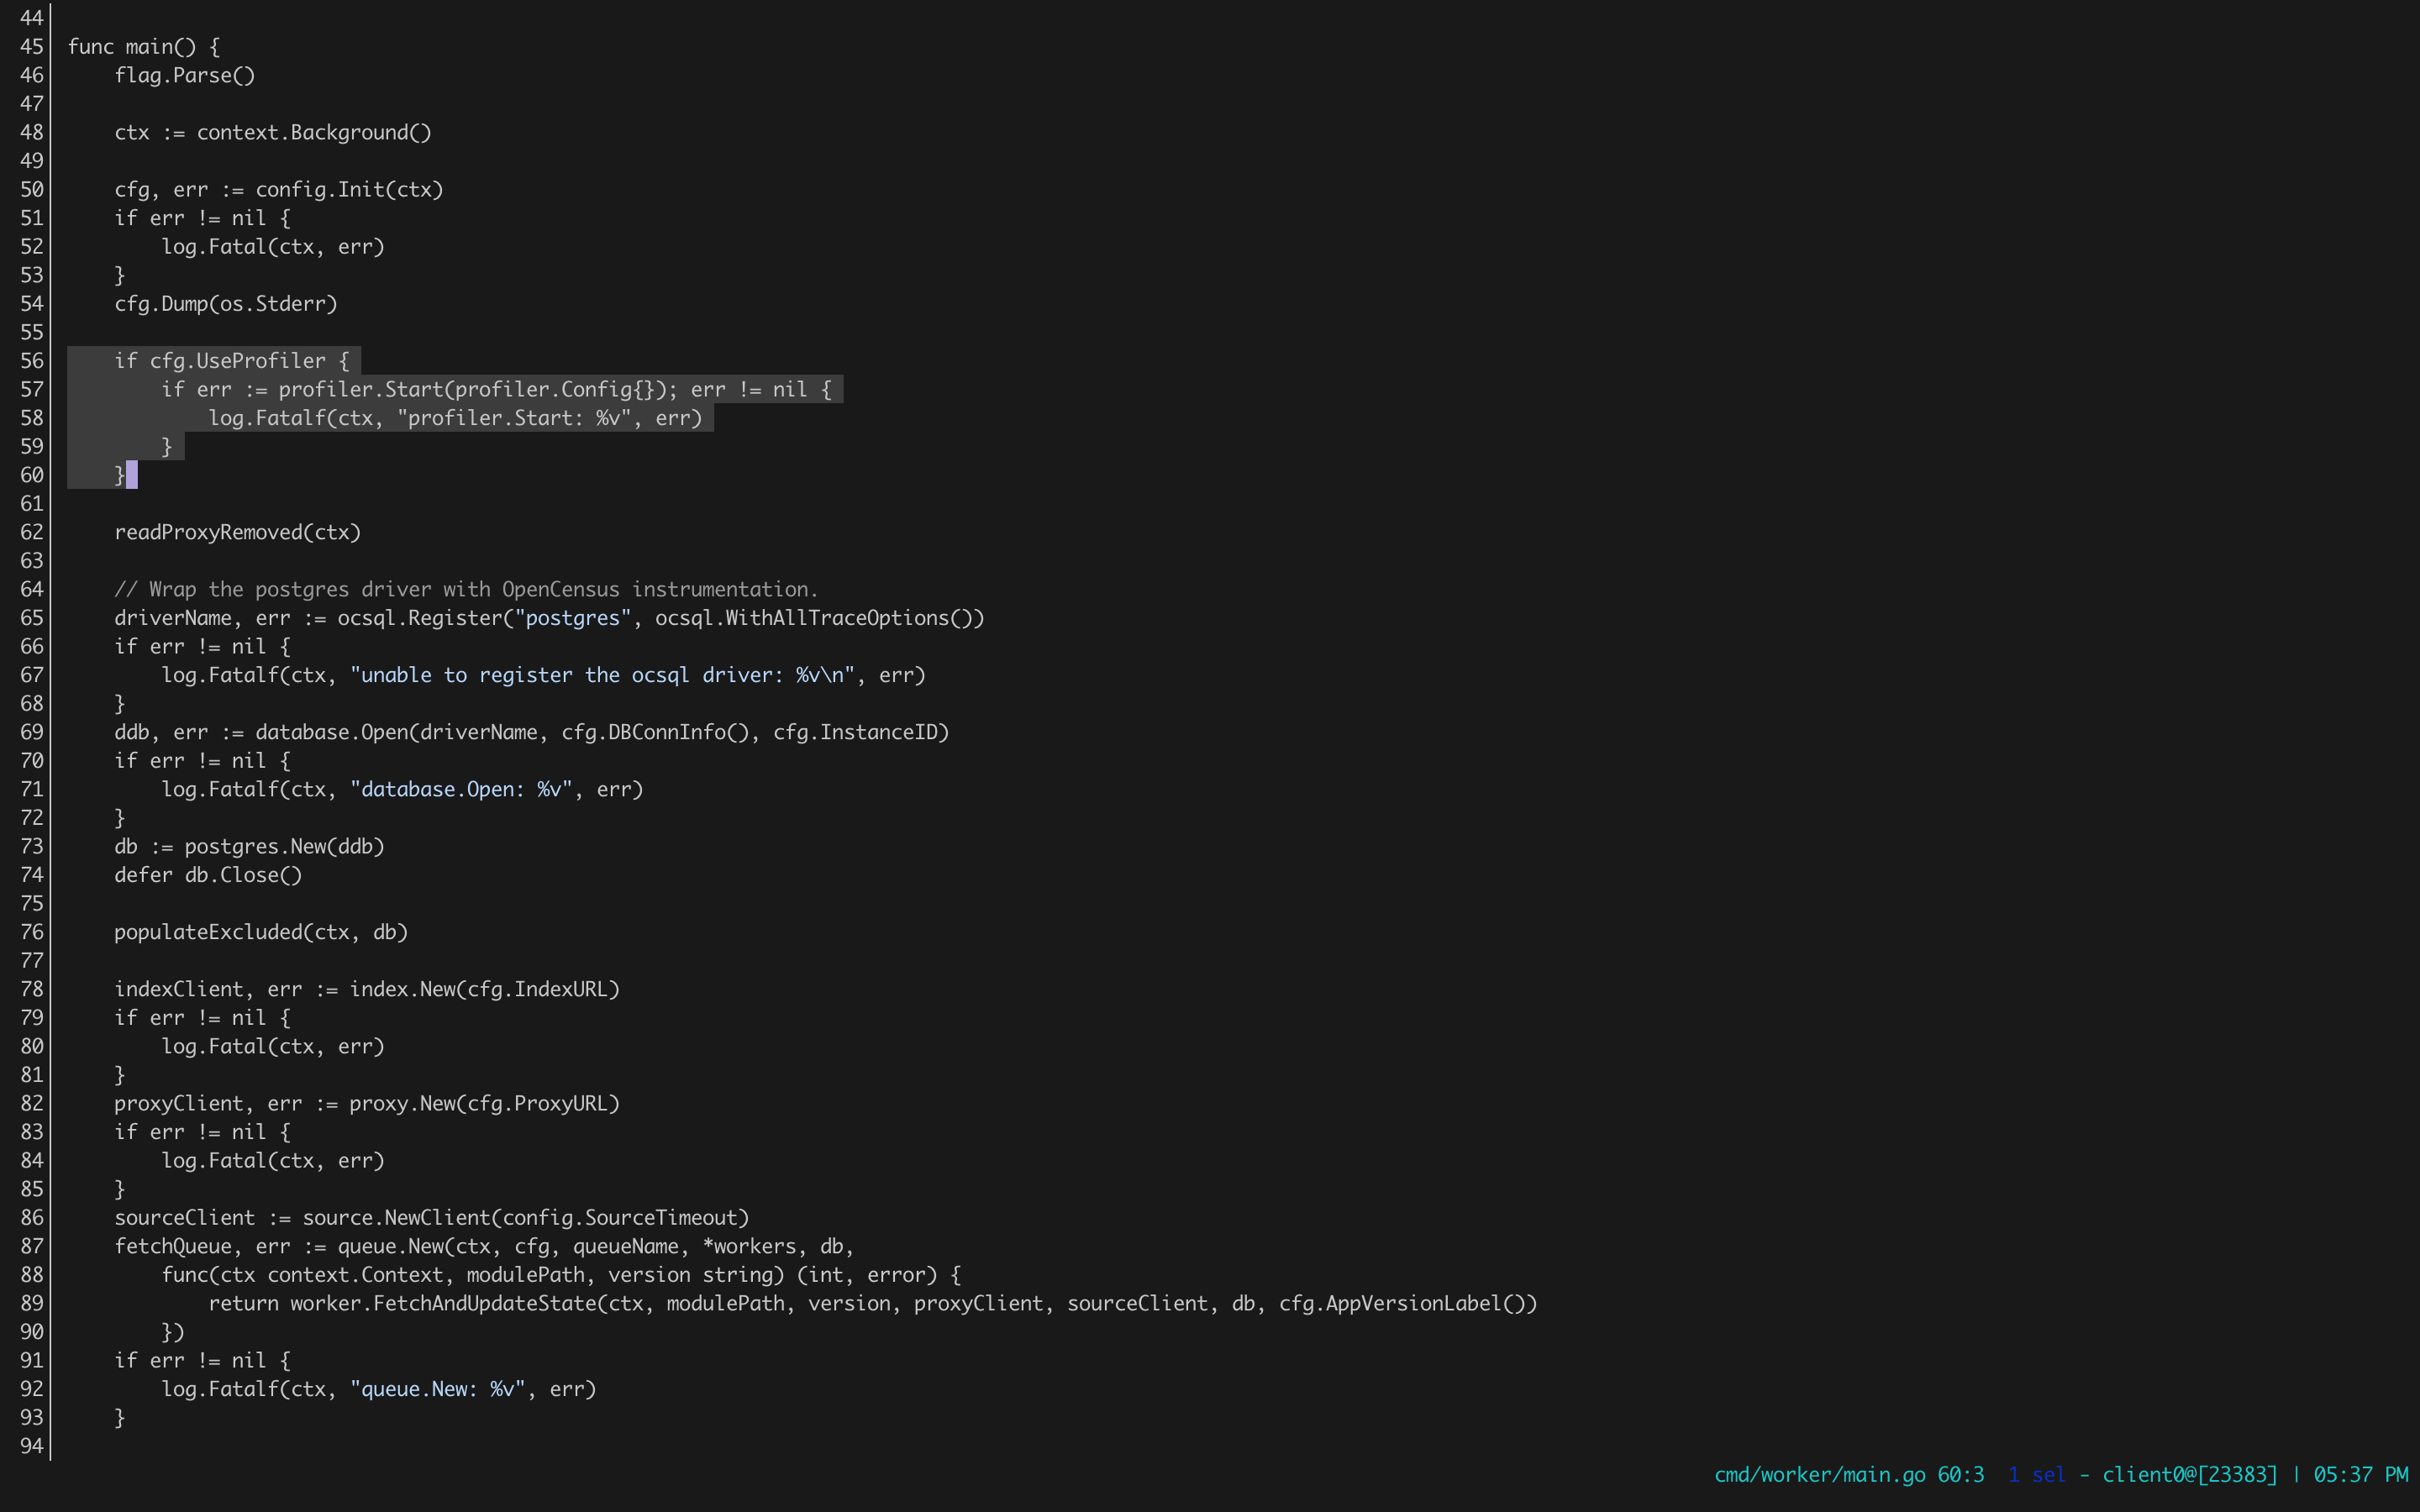 44
45 func main() {
46     flag.Parse()
47
48     ctx := context.Background()
49
50     cfg, err := config.Init(ctx)
51     if err != nil {
52         log.Fatal(ctx, err)
53     }
54     cfg.Dump(os.Stderr)
55
56     if cfg.UseProfiler {
57         if err := profiler.Start(profiler.Config{}); err != nil {
58             log.Fatalf(ctx, "profiler.Start: %v", err)
59         }
60     }
61
62     readProxyRemoved(ctx)
63
64     // Wrap the postgres driver with OpenCensus instrumentation.
65     driverName, err := ocsql.Register("postgres", ocsql.WithAllTraceOptions())
66     if err != nil {
67         log.Fatalf(ctx, "unable to register the ocsql driver: %v\n", err)
68     }
69     ddb, err := database.Open(driverName, cfg.DBConnInfo(), cfg.InstanceID)
70     if err != nil {
71         log.Fatalf(ctx, "database.Open: %v", err)
72     }
73     db := postgres.New(ddb)
74     defer db.Close()
75
76     populateExcluded(ctx, db)
77
78     indexClient, err := index.New(cfg.IndexURL)
79     if err != nil {
80         log.Fatal(ctx, err)
81     }
82     proxyClient, err := proxy.New(cfg.ProxyURL)
83     if err != nil {
84         log.Fatal(ctx, err)
85     }
86     sourceClient := source.NewClient(config.SourceTimeout)
87     fetchQueue, err := queue.New(ctx, cfg, queueName, *workers, db,
88         func(ctx context.Context, modulePath, version string) (int, error) {
89             return worker.FetchAndUpdateState(ctx, modulePath, version, proxyClient, sourceClient, db, cfg.AppVersionLabel())
90         })
91     if err != nil {
92         log.Fatalf(ctx, "queue.New: %v", err)
93     }
94
cmd/worker/main.go 60:3  1 sel - client0@[23383] | 05:37 PM